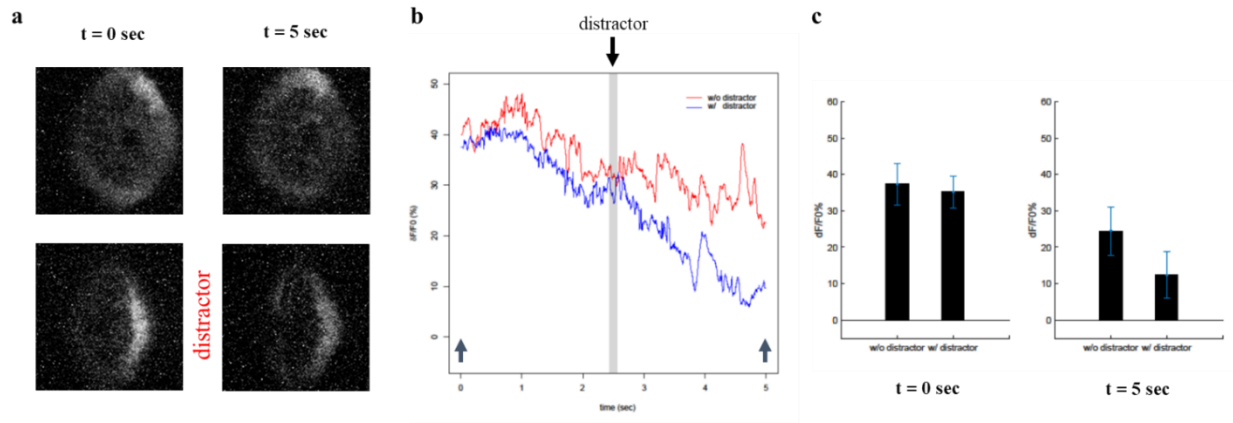 a
t = 0 sec
t = 5 sec
distractor
b
distractor
w/o distractor
w/ distractor
50
40
30
20
10
0
dF/F0 (%)
0 1 2 3 4 5
time (sec)
c
60
50
40
30
20
10
0
dF/F0%
w/o distractor w/ distractor
t = 0 sec
60
50
40
30
20
10
0
dF/F0%
w/o distractor w/ distractor
t = 5 sec